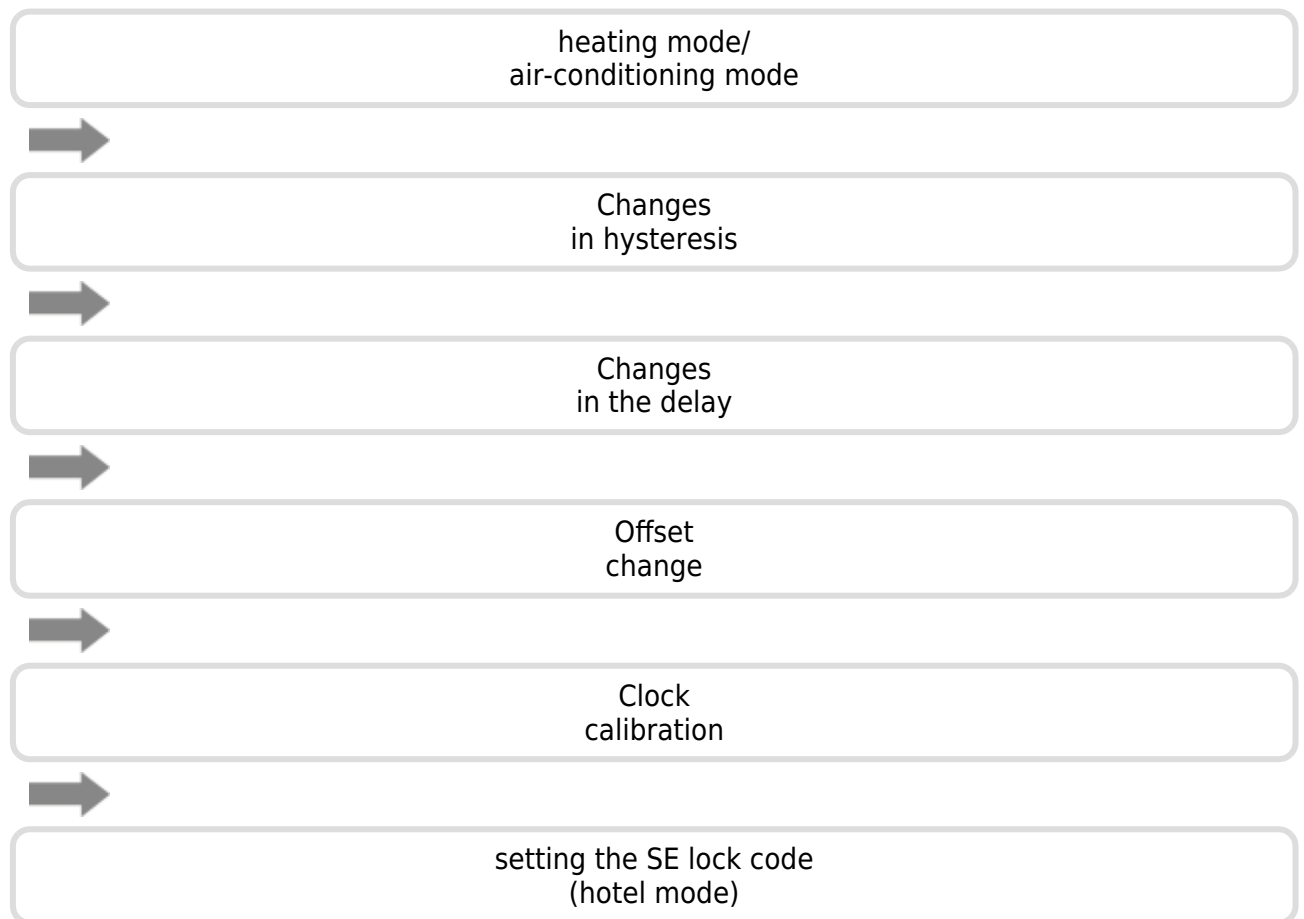 heating mode/
air-conditioning mode
Changes
in hysteresis
Changes
in the delay
Offset
change
Clock
calibration
setting the SE lock code
(hotel mode)